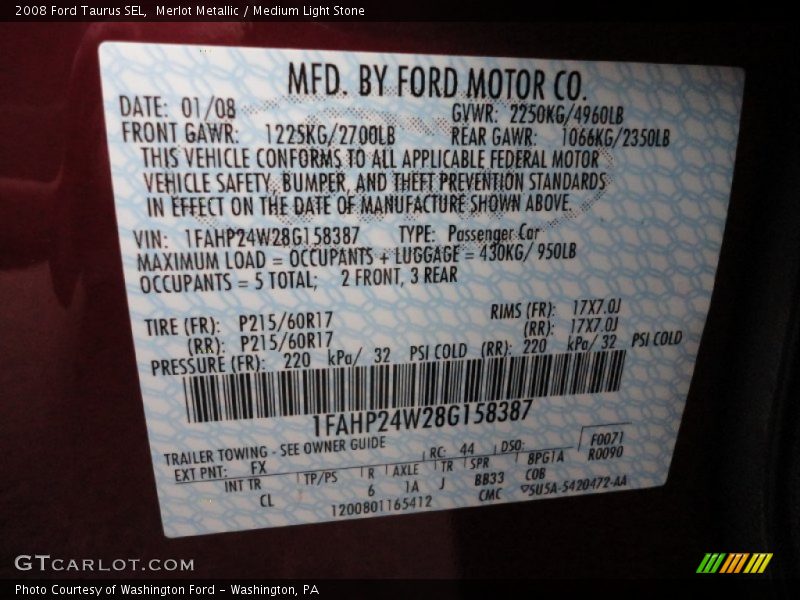 2008 Ford Taurus SEL,  Merlot Metallic / Medium Light Stone
MFD. BY FORD MOTOR CO.
DATE: 01/08 GVWR: 2250KG/4960LB
FRONT GAWR: 1225KG/2700LB REAR GAWR: 1066KG/2350LB
THIS VEHICLE CONFORMS TO ALL APPLICABLE FEDERAL MOTOR
VEHICLE SAFETY, BUMPER, AND THEFT PREVENTION STANDARDS
IN EFFECT ON THE DATE OF MANUFACTURE SHOWN ABOVE.
VIN: 1FAHP24W28G158387 TYPE: Passenger Car
MAXIMUM LOAD = OCCUPANTS + LUGGAGE = 430KG/ 950LB
OCCUPANTS = 5 TOTAL; 2 FRONT, 3 REAR
TIRE (FR): P215/60R17 RIMS (FR): 17X7.0J
(RR): P215/60R17 (RR): 17X7.0J
PRESSURE (FR): 220 kPa/ 32 PSI COLD (RR): 220 kPa/ 32 PSI COLD
1FAHP24W28G158387
TRAILER TOWING - SEE OWNER GUIDE
EXT PNT: FX RC: 44 DSO: F0071
INT TR TP/PS R AXLE TR SPR 8PG1A R0090
CL 6 1A J BB33 COB
1200801165412 CMC ▽5U5A-5420472-AA
GTCARLOT.COM
Photo Courtesy of Washington Ford - Washington, PA